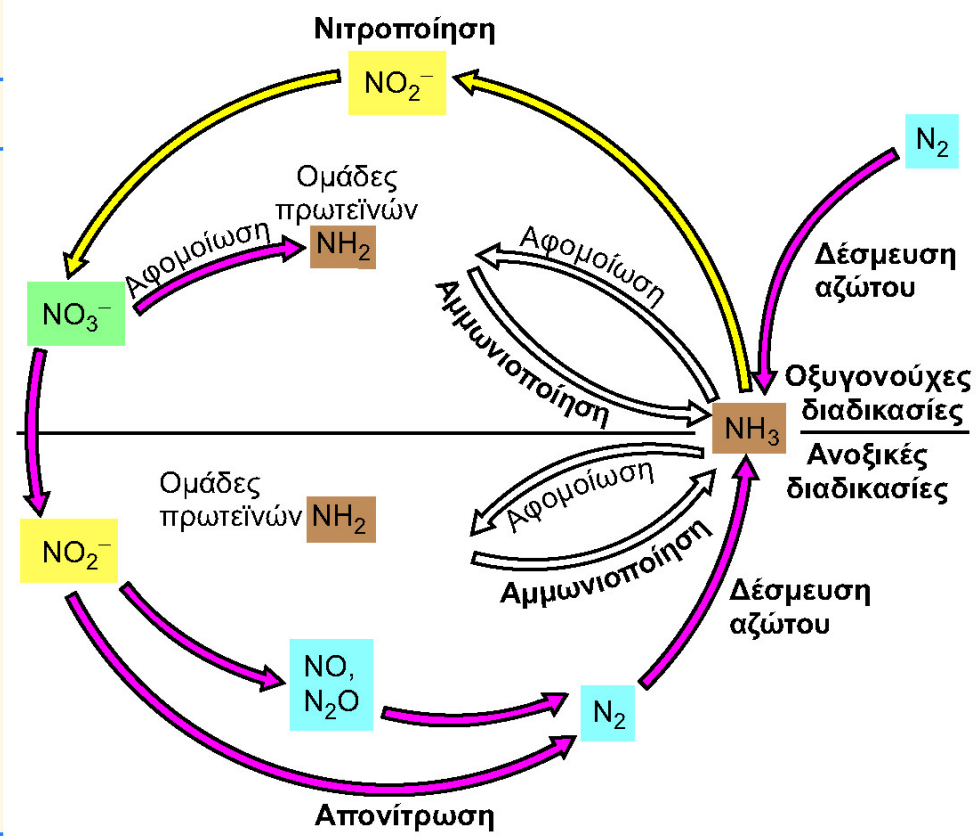 Νιτροποίηση
NO₂⁻
N₂
Ομάδες
πρωτεϊνών
NH₂
Αφομοίωση
Αφομοίωση
Δέσμευση
αζώτου
NO₃⁻
Αμμωνιοποίηση
Οξυγονούχες
διαδικασίες
NH₃
Ανοξικές
διαδικασίες
Ομάδες
πρωτεϊνών NH₂
Αφομοίωση
NO₂⁻
Αμμωνιοποίηση
Δέσμευση
αζώτου
NO,
N₂O
N₂
Απονίτρωση